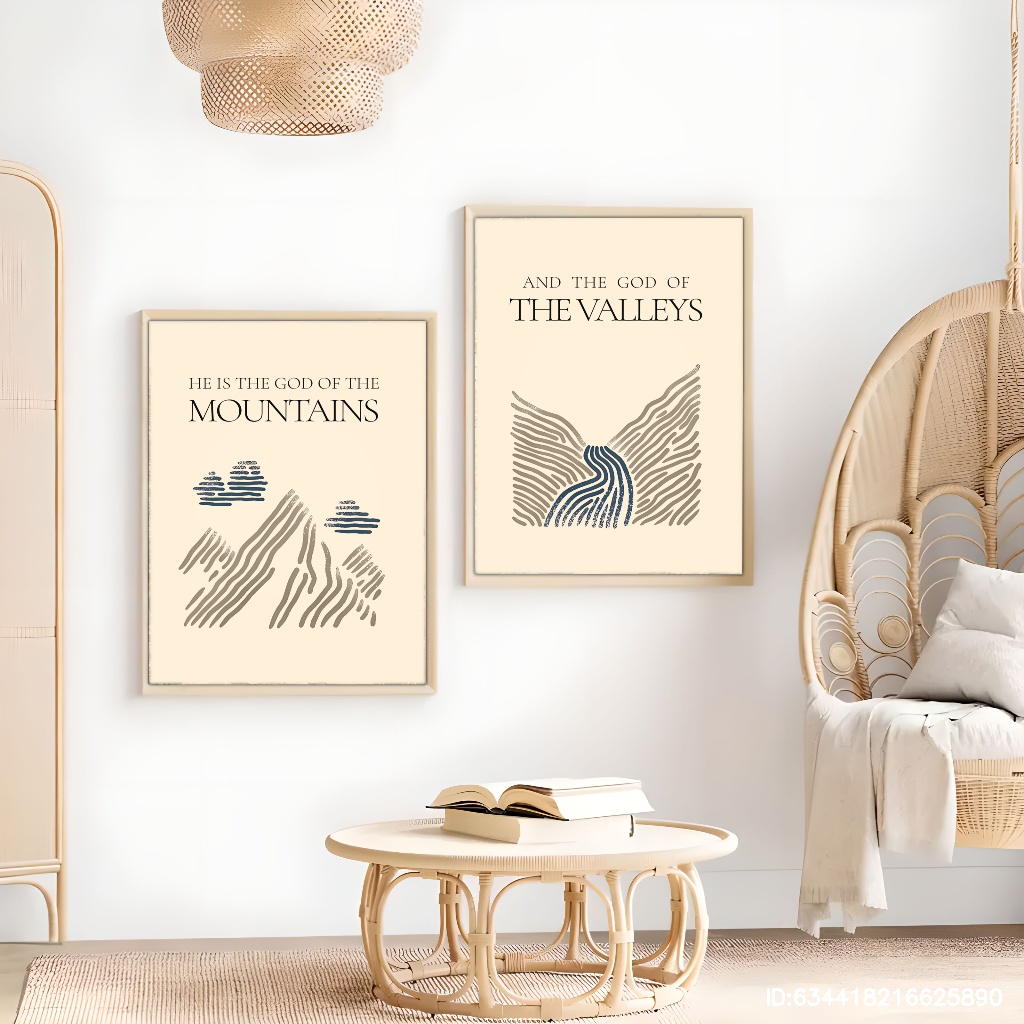 HE IS THE GOD OF THE
MOUNTAINS
AND THE GOD OF
THE VALLEYS
ID:634418216625890